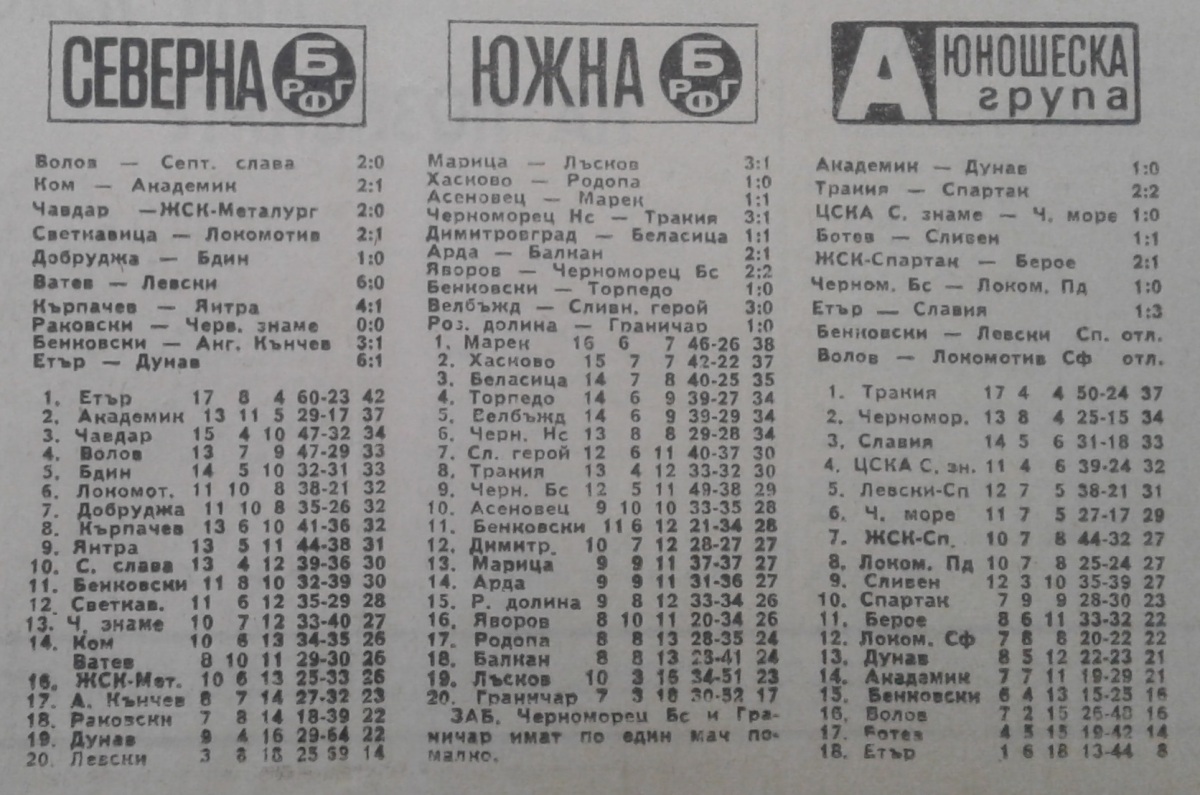 СЕВЕРНА Б РФГ
Волов — Септ. слава 2:0
Ком — Академик 2:1
Чавдар —ЖСК-Металург 2:0
Светкавица — Локомотив 2:1
Добруджа — Бдин 1:0
Ватев — Левски 6:0
Кърпачев — Янтра 4:1
Раковски — Черв. знаме 0:0
Бенковски — Анг. Кънчев 3:1
Етър — Дунав 6:1
1. Етър 17 8 4 60-23 42
2. Академик 13 11 5 29-17 37
3. Чавдар 15 4 10 47-32 34
4. Волов 13 7 9 47-29 33
5. Бдин 14 5 10 32-31 33
6. Локомот. 11 10 8 38-21 32
7. Добруджа 11 10 8 35-26 32
8. Кърпачев 13 6 10 41-36 32
9. Янтра 13 5 11 44-38 31
10. С. слава 13 4 12 39-36 30
11. Бенковски 11 8 10 32-39 30
12. Светкав. 11 6 12 35-29 28
13. Ч. знаме 10 7 12 33-40 27
14. Ком 10 6 13 34-35 26
Ватев 8 10 11 29-30 26
16. ЖСК-Мет. 10 6 13 25-33 26
17. А. Кънчев 8 7 14 27-32 23
18. Раковски 7 8 14 18-39 22
19. Дунав 9 4 16 29-64 22
20. Левски 3 8 18 25-39 14
ЮЖНА Б РФГ
Марица — Лъсков 3:1
Хасково — Родопа 1:0
Асеновец — Марек 1:1
Черноморец Нс — Тракия 3:1
Димитровград — Беласица 1:1
Арда — Балкан 2:1
Яворов — Черноморец Бс 2:2
Бенковски — Торпедо 1:0
Велбъжд — Сливн. герой 3:0
Роз. долина — Граничар 1:0
1. Марек 16 6 7 46-26 38
2. Хасково 15 7 7 42-22 37
3. Беласица 14 7 8 40-25 35
4. Торпедо 14 6 9 39-27 34
5. Велбъжд 14 6 9 39-29 34
6. Черн. Нс 13 8 8 29-28 34
7. Сл. герой 12 6 11 40-37 30
8. Тракия 13 4 12 33-32 30
9. Черн. Бс 12 5 11 49-38 29
10. Асеновец 9 10 10 33-35 28
11. Бенковски 11 6 12 21-34 28
12. Димитр. 10 7 12 28-27 27
13. Марица 9 9 11 37-37 27
14. Арда 9 9 11 31-36 27
15. Р. долина 9 8 12 33-34 26
16. Яворов 8 10 11 20-34 26
17. Родопа 8 8 13 28-35 24
18. Балкан 8 8 13 23-41 24
19. Лъсков 10 3 16 34-51 23
20. Граничар 7 3 18 30-52 17
ЗАБ. Черноморец Бс и Гра-
ничар имат по един мач по-
малко.
А ЮНОШЕСКА
група
Академик — Дунав 1:0
Тракия — Спартак 2:2
ЦСКА С. знаме — Ч. море 1:0
Ботев — Сливен 1:1
ЖСК-Спартак — Берое 2:1
Черном. Бс — Локом. Пд 1:0
Етър — Славия 1:3
Бенковски — Левски Сп. отл.
Волов — Локомотив Сф отл.
1. Тракия 17 4 4 50-24 37
2. Черномор. 13 8 4 25-15 34
3. Славия 14 5 6 31-18 33
4. ЦСКА С. зн. 11 4 6 39-24 32
5. Левски-Сп 12 7 5 38-21 31
6. Ч. море 11 7 5 27-17 29
7. ЖСК-Сп. 10 7 8 44-32 27
8. Локом. Пд 10 7 8 25-24 27
9. Сливен 12 3 10 35-39 27
10. Спартак 7 9 9 28-30 23
11. Берое 8 6 11 33-32 22
12. Локом. Сф 7 8 8 20-22 22
13. Дунав 8 5 12 22-23 21
14. Академик 7 7 11 19-29 21
15. Бенковски 6 4 13 15-25 16
16. Волов 7 2 15 26-48 16
17. Ботев 4 5 15 19-42 14
18. Етър 1 6 18 13-44 8